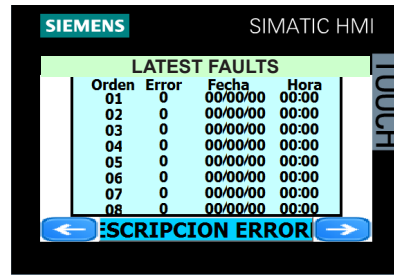 SIEMENS SIMATIC HMI
TOUCH
LATEST FAULTS
Orden Error Fecha Hora
01 0 00/00/00 00:00
02 0 00/00/00 00:00
03 0 00/00/00 00:00
04 0 00/00/00 00:00
05 0 00/00/00 00:00
06 0 00/00/00 00:00
07 0 00/00/00 00:00
08 0 00/00/00 00:00
ESCRIPCION ERROR